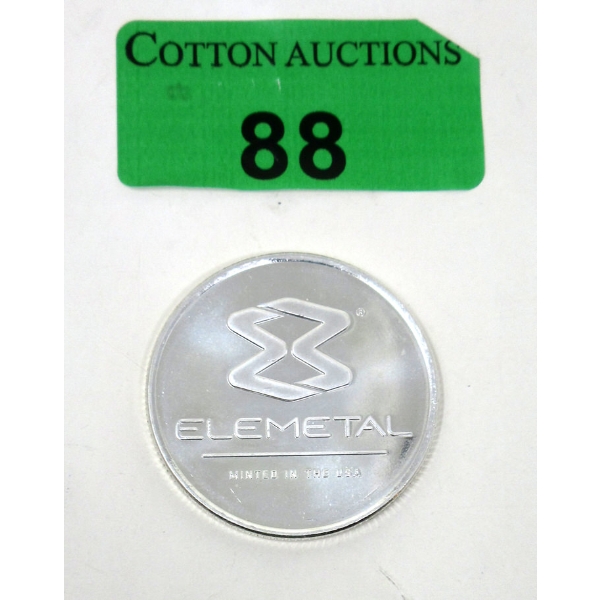 COTTON AUCTIONS
88
®
ELEMETAL
MINTED IN THE USA